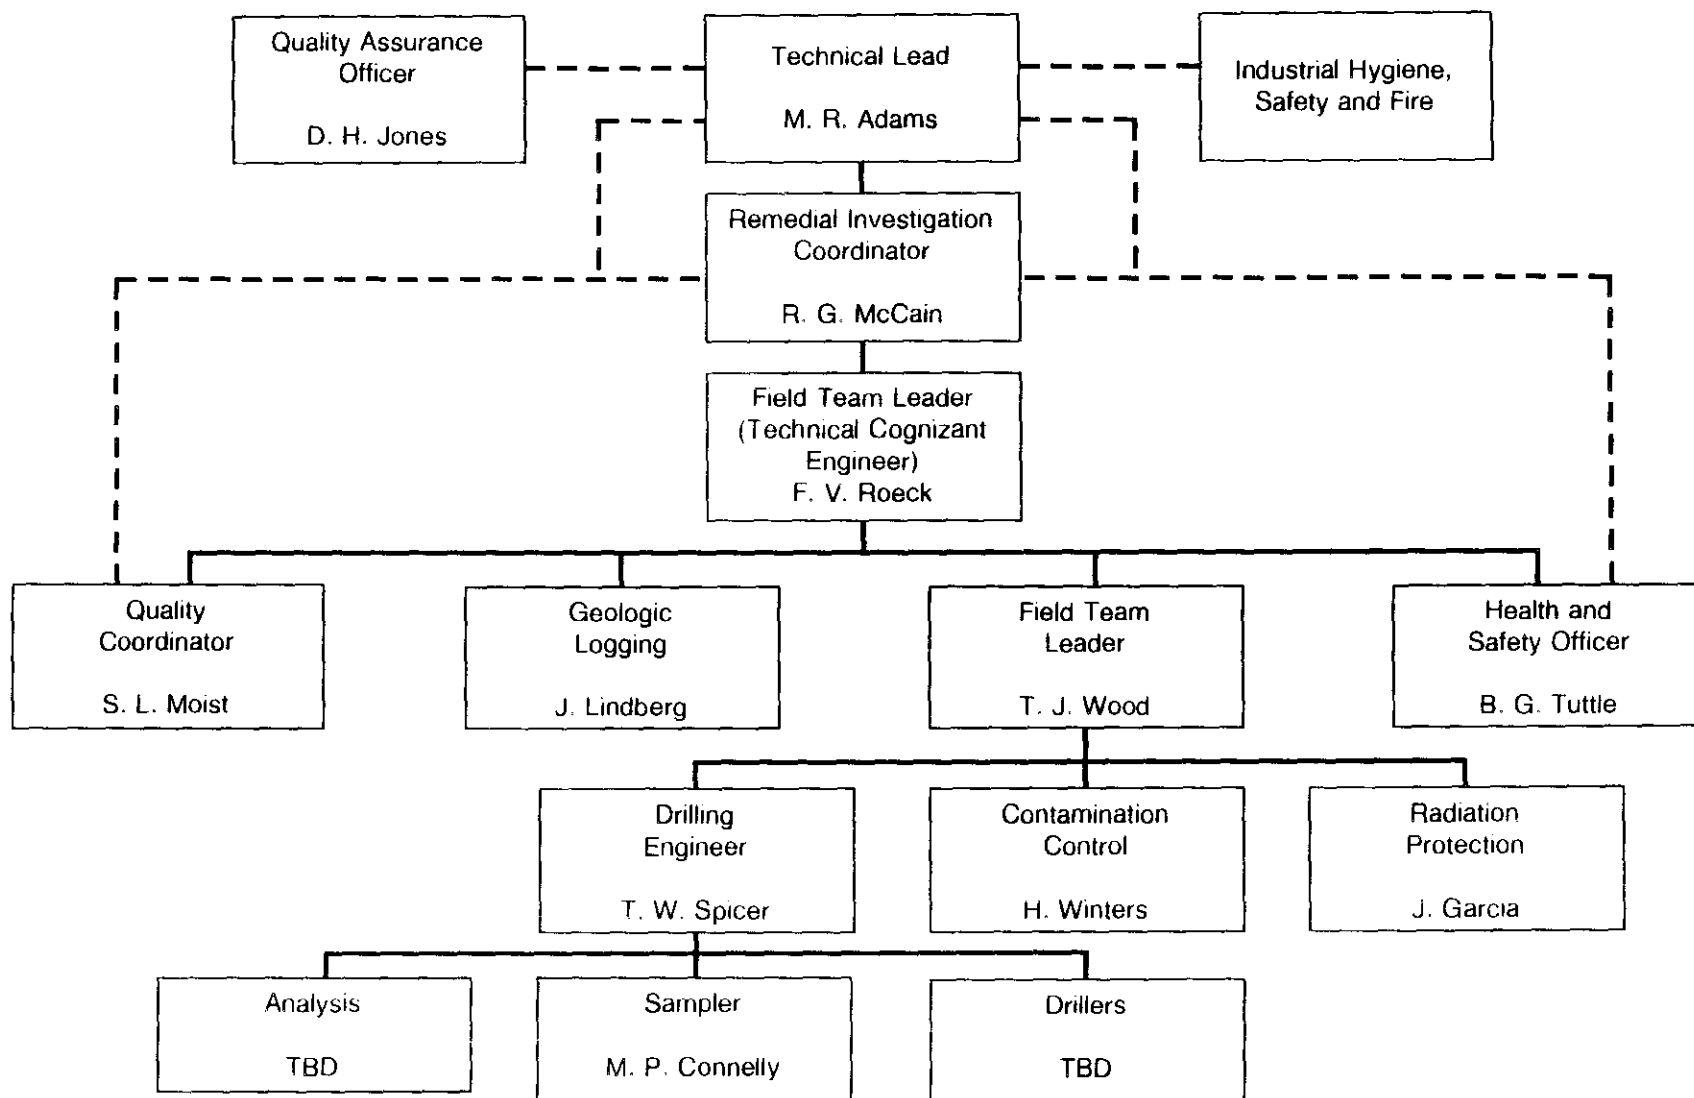 Quality Assurance
Officer
D. H. Jones
Technical Lead
M. R. Adams
Industrial Hygiene,
Safety and Fire
Remedial Investigation
Coordinator
R. G. McCain
Field Team Leader
(Technical Cognizant
Engineer)
F. V. Roeck
Quality
Coordinator
S. L. Moist
Geologic
Logging
J. Lindberg
Field Team
Leader
T. J. Wood
Health and
Safety Officer
B. G. Tuttle
Drilling
Engineer
T. W. Spicer
Contamination
Control
H. Winters
Radiation
Protection
J. Garcia
Analysis
TBD
Sampler
M. P. Connelly
Drillers
TBD